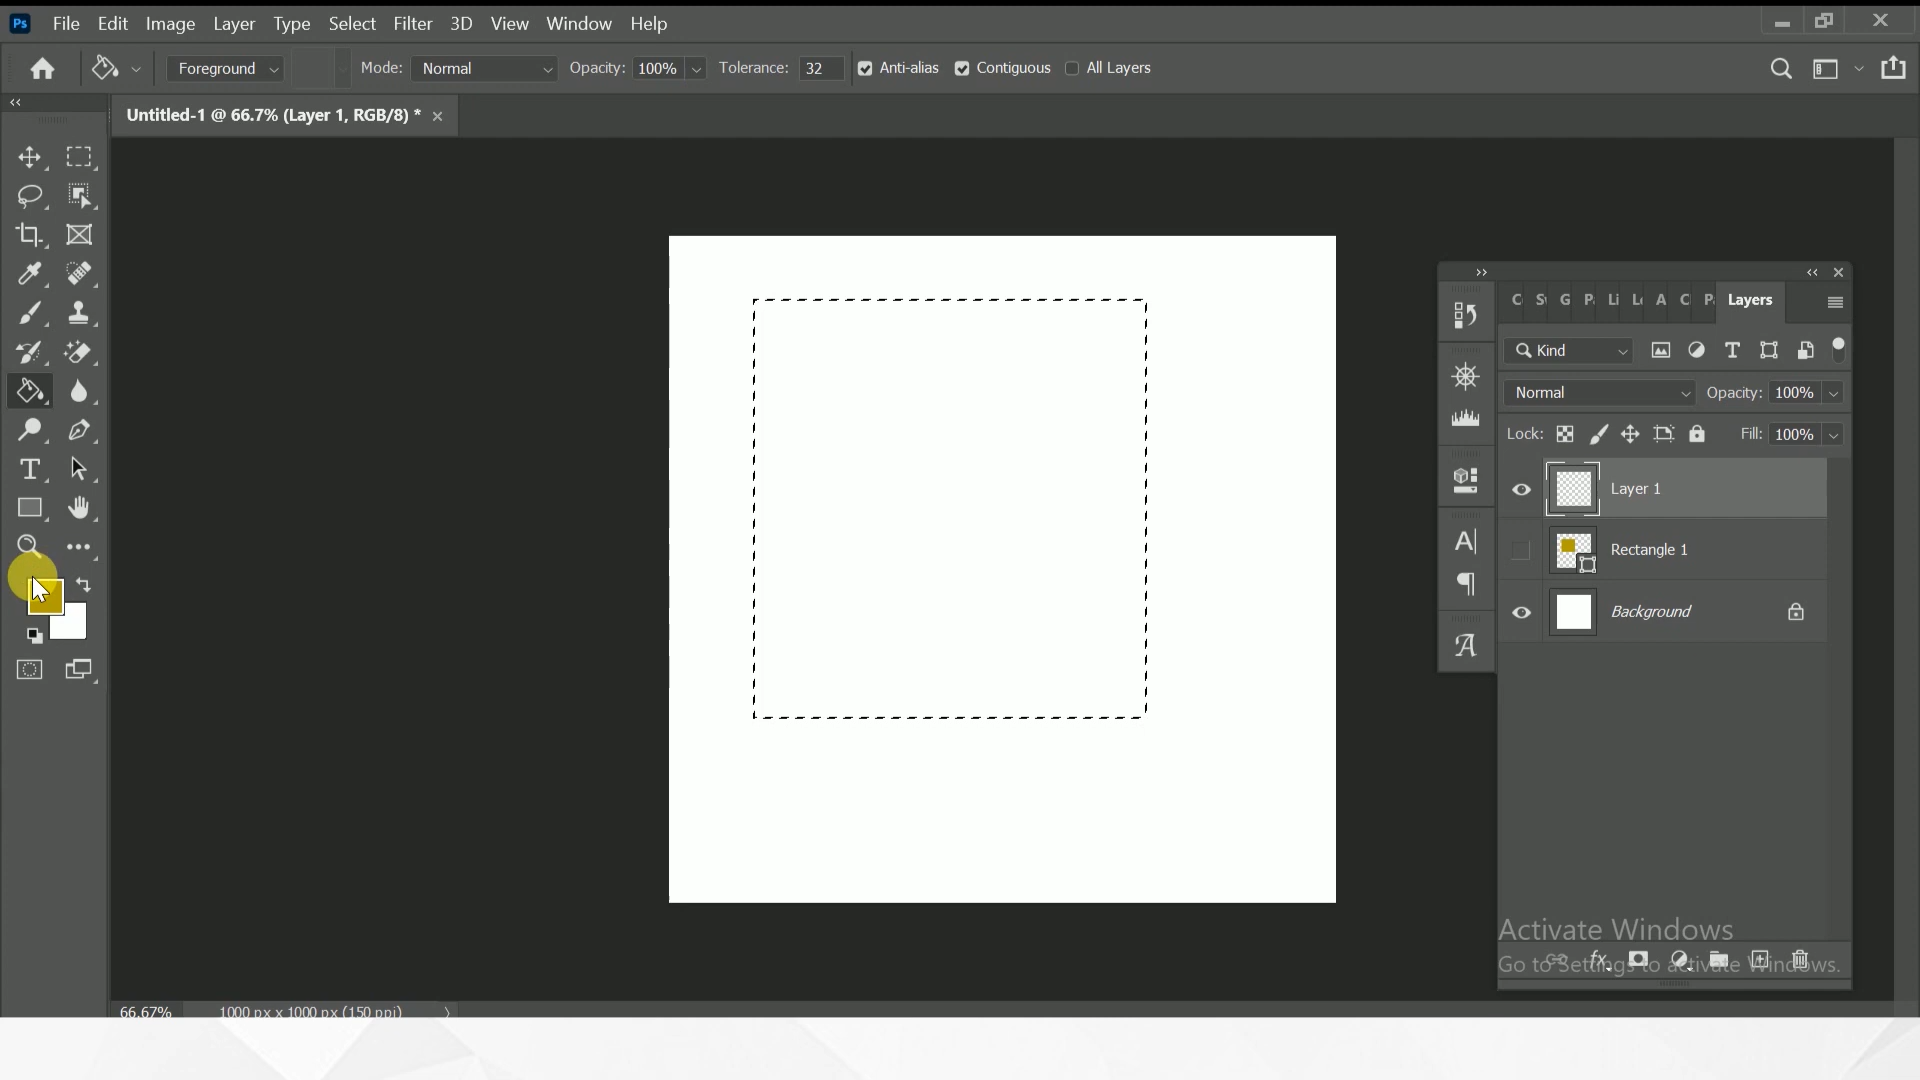 Ps File Edit Image Layer Type Select Filter 3D View Window Help
Foreground Mode: Normal Opacity: 100% Tolerance: 32 Anti-alias Contiguous All Layers
Untitled-1 @ 66.7% (Layer 1, RGB/8) *
C S G P Li L A C P Layers
Kind
Normal Opacity: 100%
Lock: Fill: 100%
Layer 1
Rectangle 1
Background
Activate Windows
Go to Settings to activate Windows.
66.67% 1000 px x 1000 px (150 ppi)